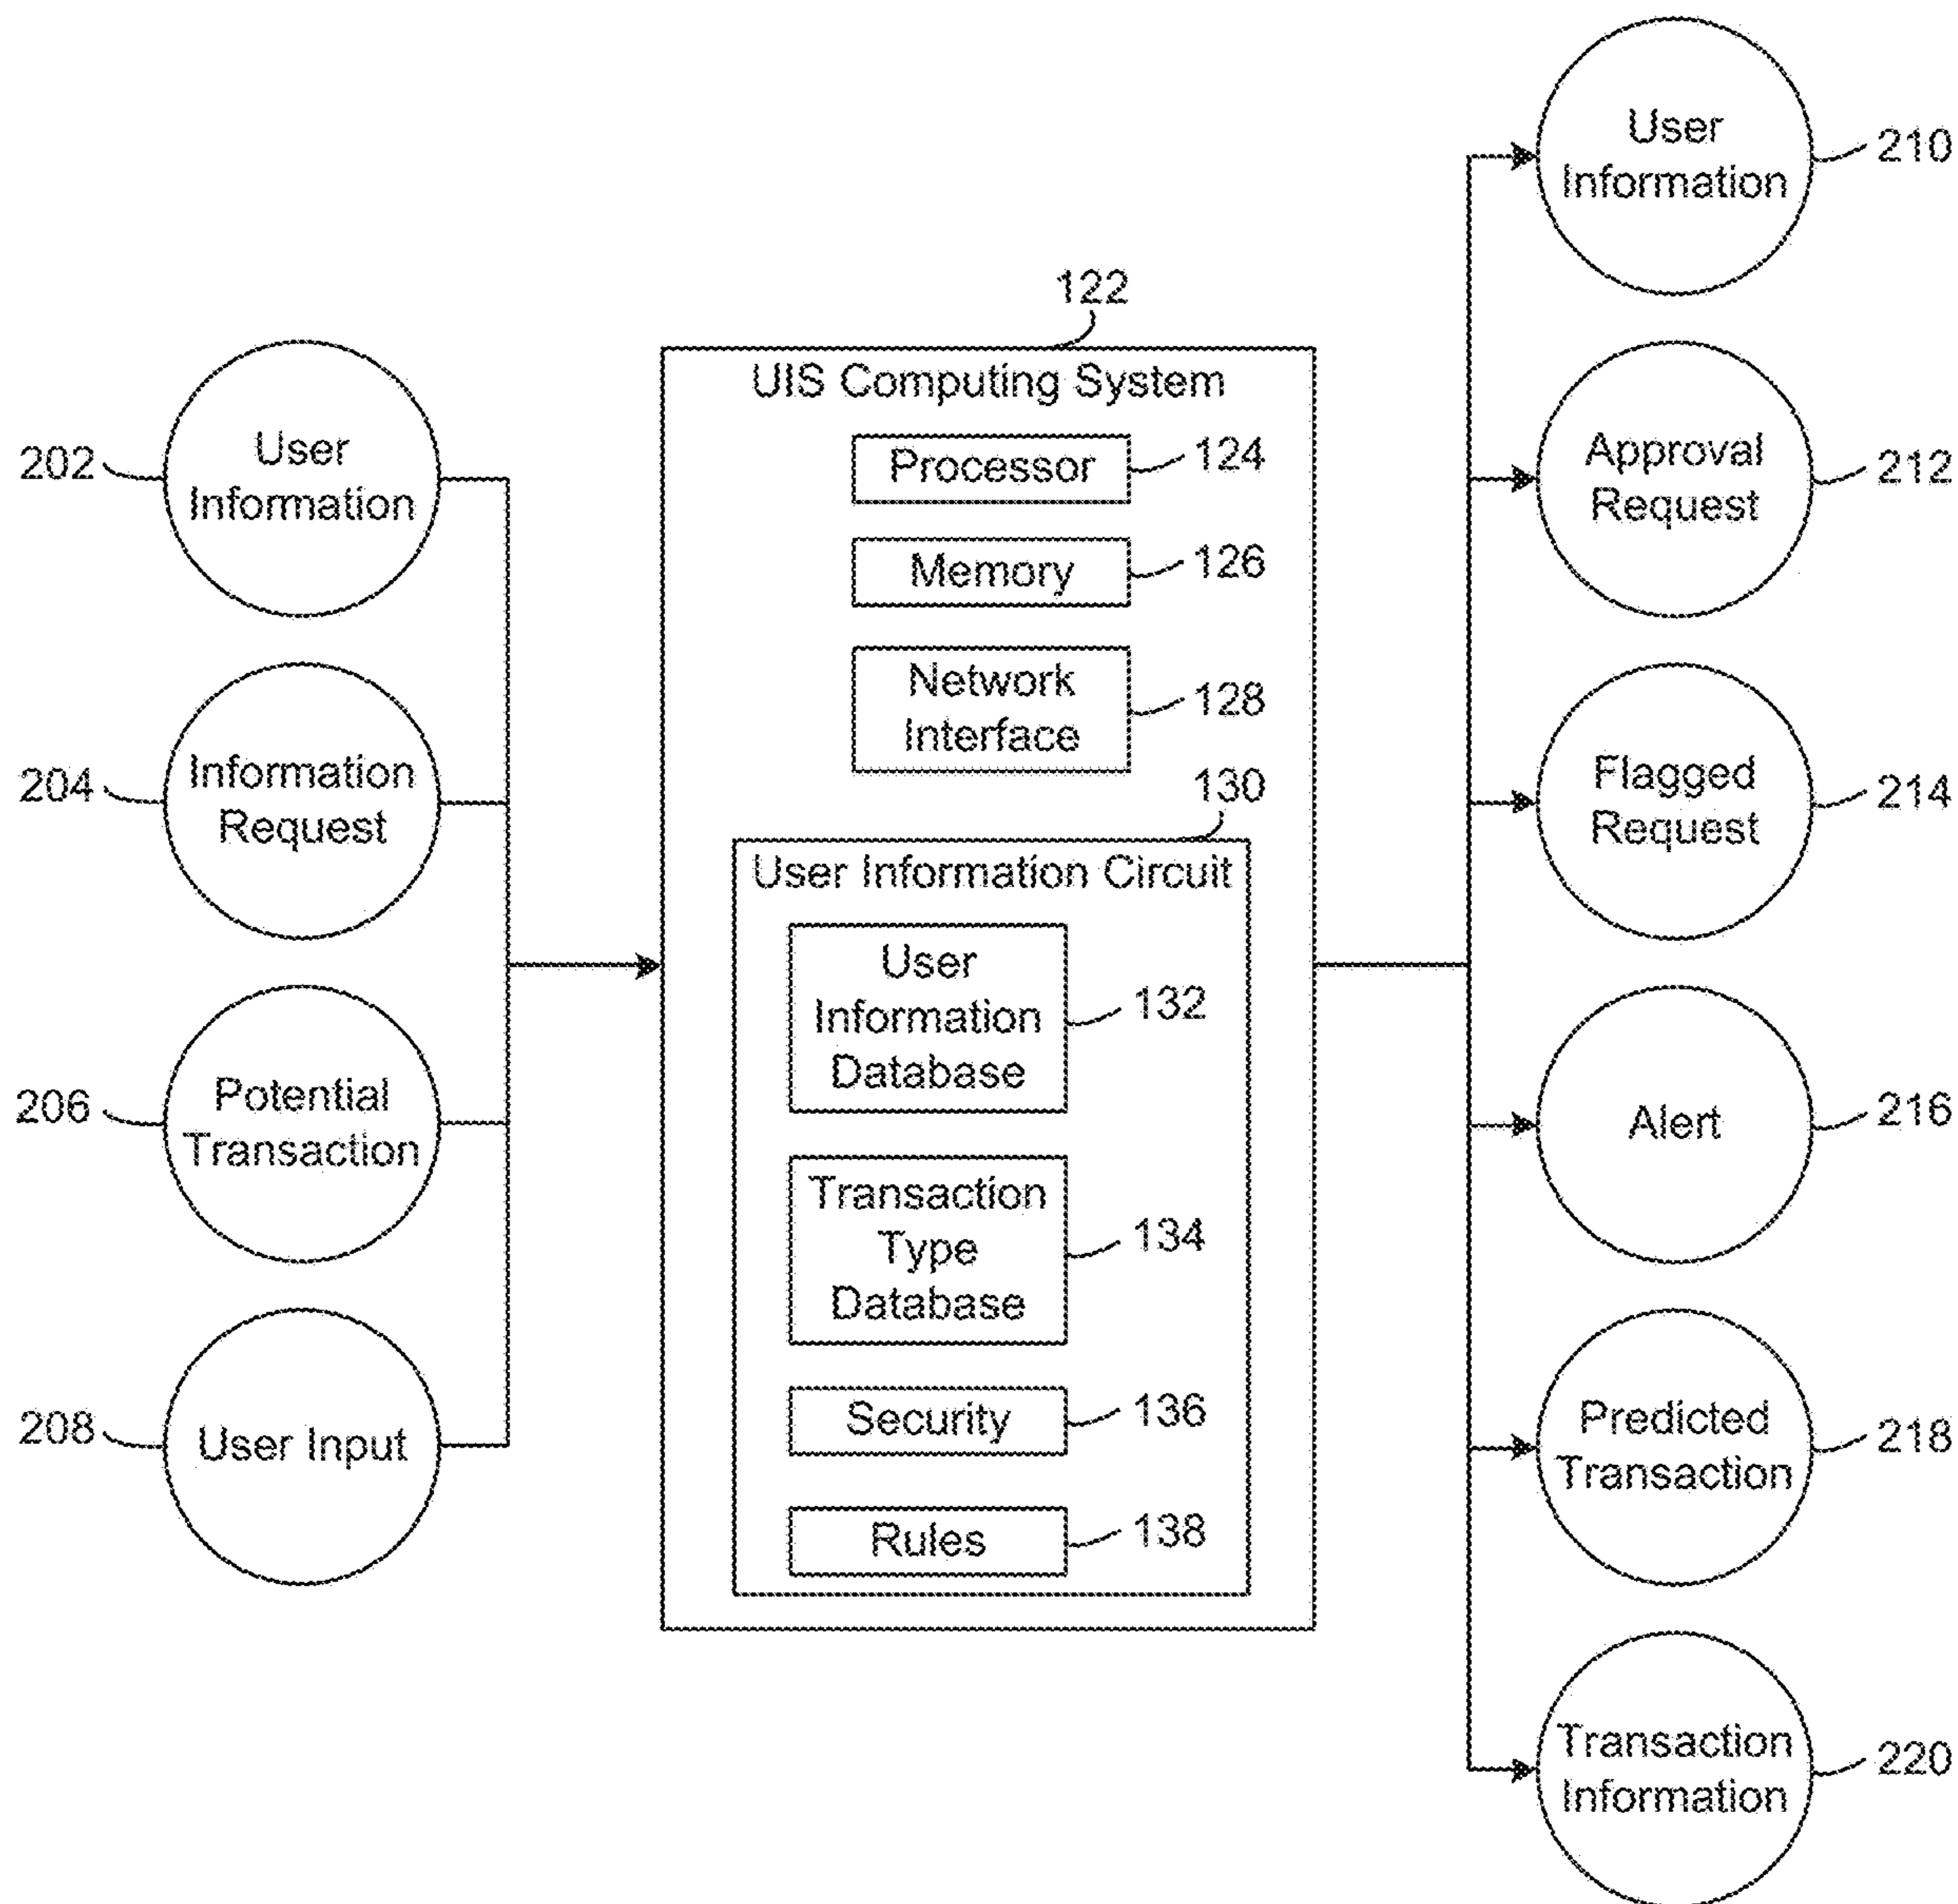 202
User
Information
204
Information
Request
206
Potential
Transaction
208
User Input
122
UIS Computing System
Processor
124
Memory
126
Network
Interface
128
130
User Information Circuit
User
Information
Database
132
Transaction
Type
Database
134
Security
136
Rules
138
User
Information
210
Approval
Request
212
Flagged
Request
214
Alert
216
Predicted
Transaction
218
Transaction
Information
220